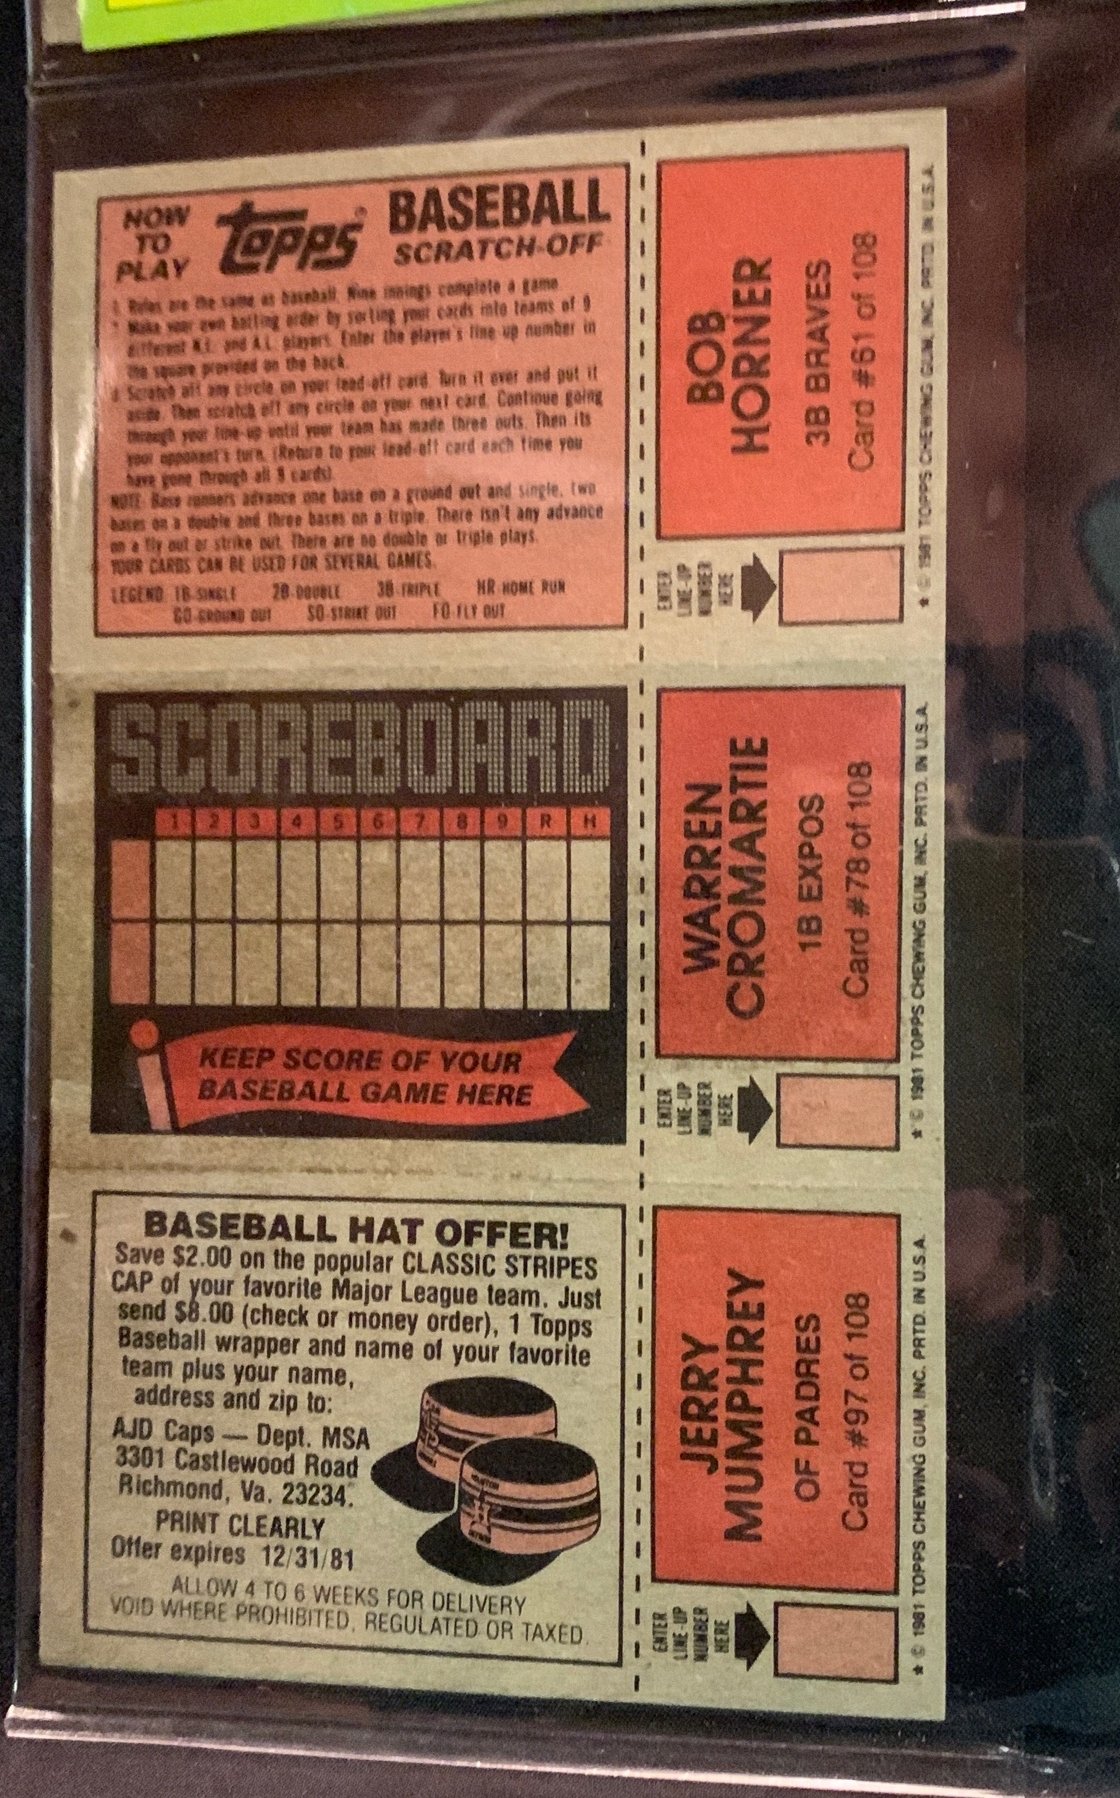 NOW
TO
PLAY
Topps®
BASEBALL
SCRATCH-OFF
1. Rules are the same as baseball. Nine innings complete a game.
Make your own batting order by sorting your cards into teams of 9
different N.L. and A.L. players. Enter the player's line up number in
the square provided on the back.
Scratch off any circle on your lead-off card. Turn it over and put it
aside. Then scratch off any circle on your next card. Continue going
through your line-up until your team has made three outs. Then its
your opponent's turn. (Return to your lead-off card each time you
have gone through all 9 cards).
NOTE: Base runners advance one base on a ground out and single, two
bases on a double and three bases on a triple. There isn't any advance
on a fly out or strike out. There are no double or triple plays.
YOUR CARDS CAN BE USED FOR SEVERAL GAMES.
LEGEND 1B-SINGLE 2B-DOUBLE 3B-TRIPLE HR-HOME RUN
GO-GROUND OUT SO-STRIKE OUT FO-FLY OUT
BOB
HORNER
3B BRAVES
Card #61 of 108
ENTER
LINE-UP
NUMBER
HERE
★ © 1981 TOPPS CHEWING GUM, INC. PRTD. IN U.S.A.
SCOREBOARD
1 2 3 4 5 6 7 8 9 R H
KEEP SCORE OF YOUR
BASEBALL GAME HERE
WARREN
CROMARTIE
1B EXPOS
Card #78 of 108
ENTER
LINE-UP
NUMBER
HERE
★ © 1981 TOPPS CHEWING GUM, INC. PRTD. IN U.S.A.
BASEBALL HAT OFFER!
Save $2.00 on the popular CLASSIC STRIPES
CAP of your favorite Major League team. Just
send $8.00 (check or money order), 1 Topps
Baseball wrapper and name of your favorite
team plus your name,
address and zip to:
AJD Caps — Dept. MSA
3301 Castlewood Road
Richmond, Va. 23234.
PRINT CLEARLY
Offer expires 12/31/81
ALLOW 4 TO 6 WEEKS FOR DELIVERY
VOID WHERE PROHIBITED, REGULATED OR TAXED.
JERRY
MUMPHREY
OF PADRES
Card #97 of 108
ENTER
LINE-UP
NUMBER
HERE
★ © 1981 TOPPS CHEWING GUM, INC. PRTD. IN U.S.A.